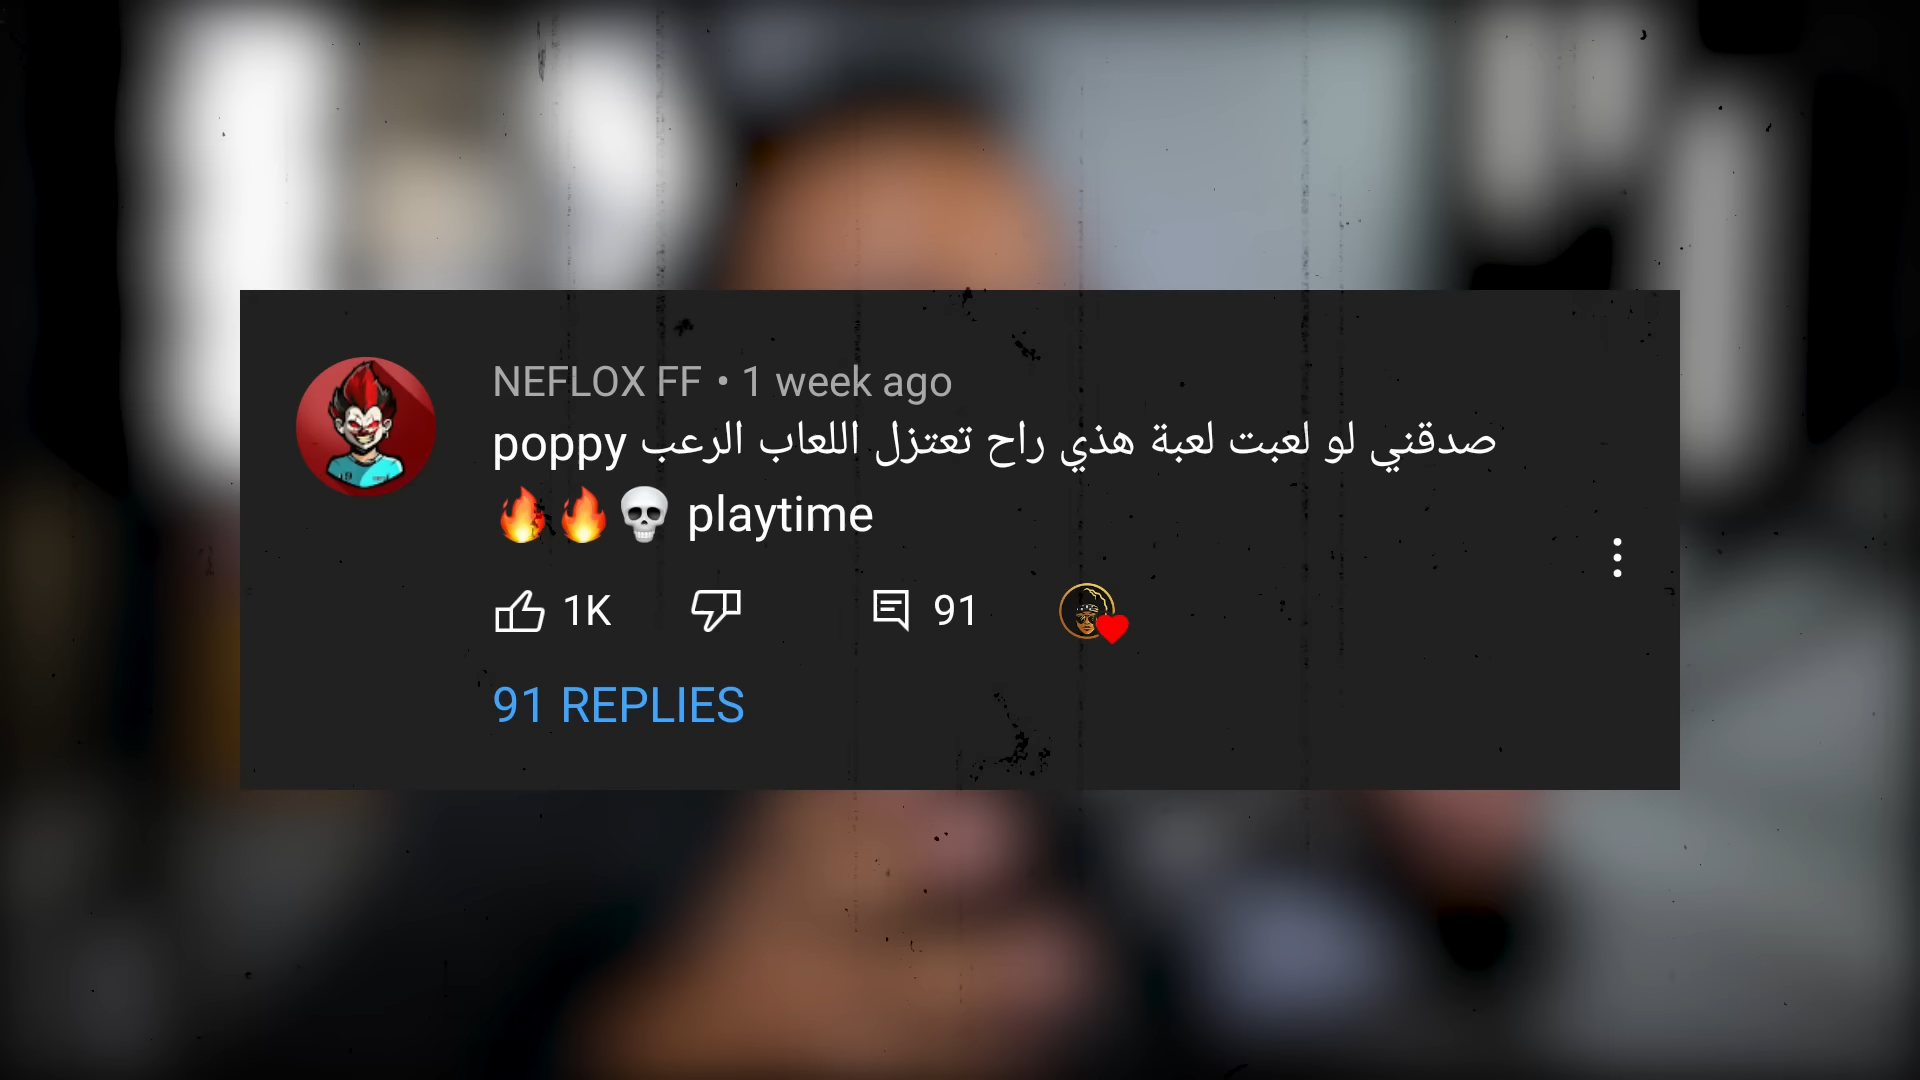 NEFLOX FF • 1 week ago
صدقني لو لعبت لعبة هذي راح تعتزل اللعاب الرعب poppy
playtime 💀🔥🔥
1K
91
91 REPLIES